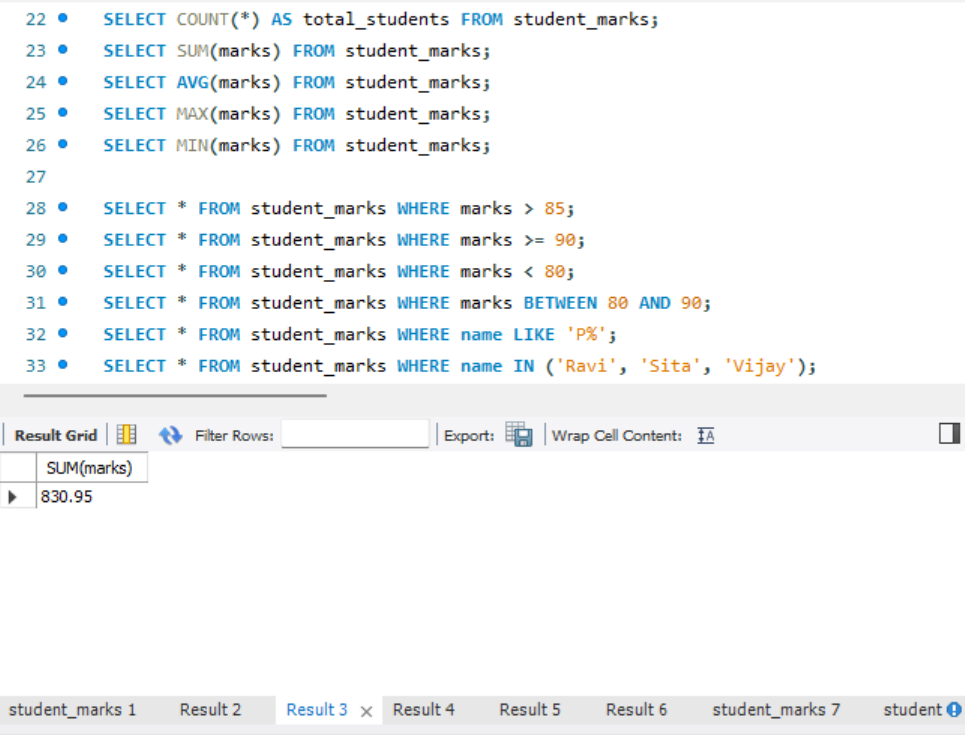 22 SELECT COUNT(*) AS total_students FROM student_marks;
23 SELECT SUM(marks) FROM student_marks;
24 SELECT AVG(marks) FROM student_marks;
25 SELECT MAX(marks) FROM student_marks;
26 SELECT MIN(marks) FROM student_marks;
27
28 SELECT * FROM student_marks WHERE marks > 85;
29 SELECT * FROM student_marks WHERE marks >= 90;
30 SELECT * FROM student_marks WHERE marks < 80;
31 SELECT * FROM student_marks WHERE marks BETWEEN 80 AND 90;
32 SELECT * FROM student_marks WHERE name LIKE 'P%';
33 SELECT * FROM student_marks WHERE name IN ('Ravi', 'Sita', 'Vijay');
Result Grid Filter Rows: Export: Wrap Cell Content: IA
SUM(marks)
830.95
student_marks 1 Result 2 Result 3 × Result 4 Result 5 Result 6 student_marks 7 student